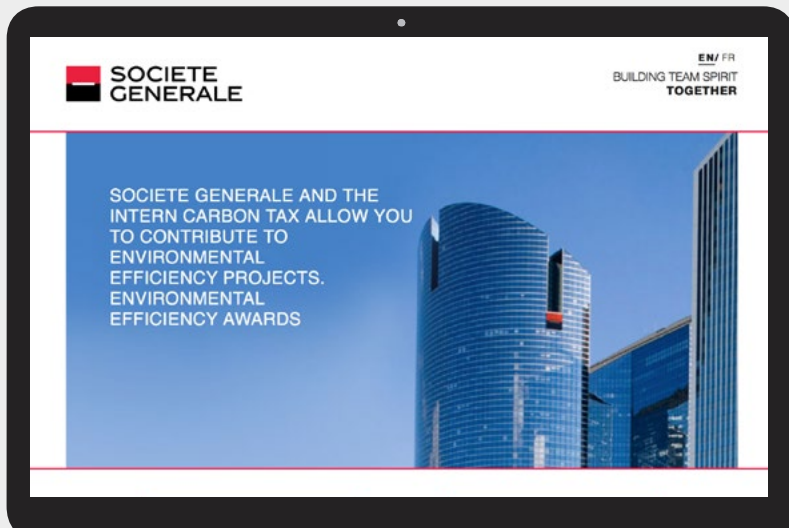 SOCIETE
GENERALE
EN/ FR
BUILDING TEAM SPIRIT
TOGETHER
SOCIETE GENERALE AND THE
INTERN CARBON TAX ALLOW YOU
TO CONTRIBUTE TO
ENVIRONMENTAL
EFFICIENCY PROJECTS.
ENVIRONMENTAL
EFFICIENCY AWARDS